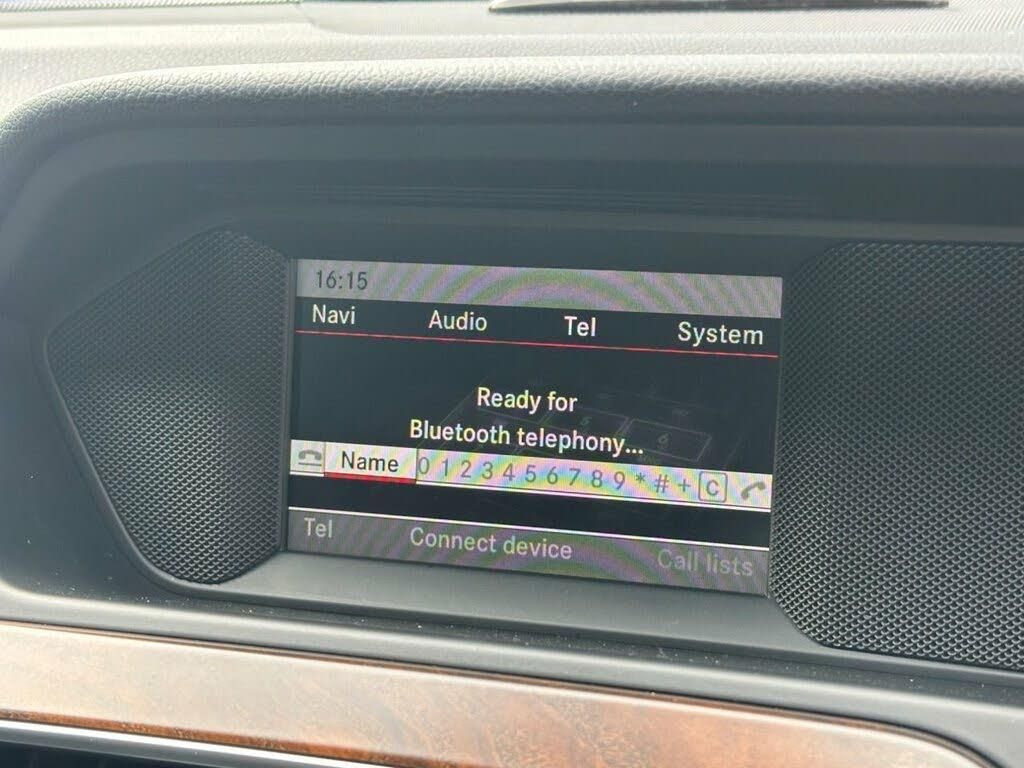 16:15
Navi Audio Tel System
Ready for
Bluetooth telephony...
Name 0 1 2 3 4 5 6 7 8 9 * # + C
Tel Connect device Call lists